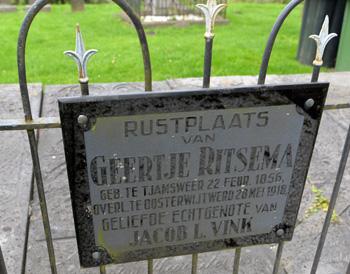 RUSTPLAATS
VAN
GEERTJE RITSEMA
GEB. TE TJAMSWEER 22 FEBR. 1856,
OVERL. TE OOSTERWIJTWERD 28 MEI 1918,
GELIEFDE ECHTGENOTE VAN
JACOB L. VINK